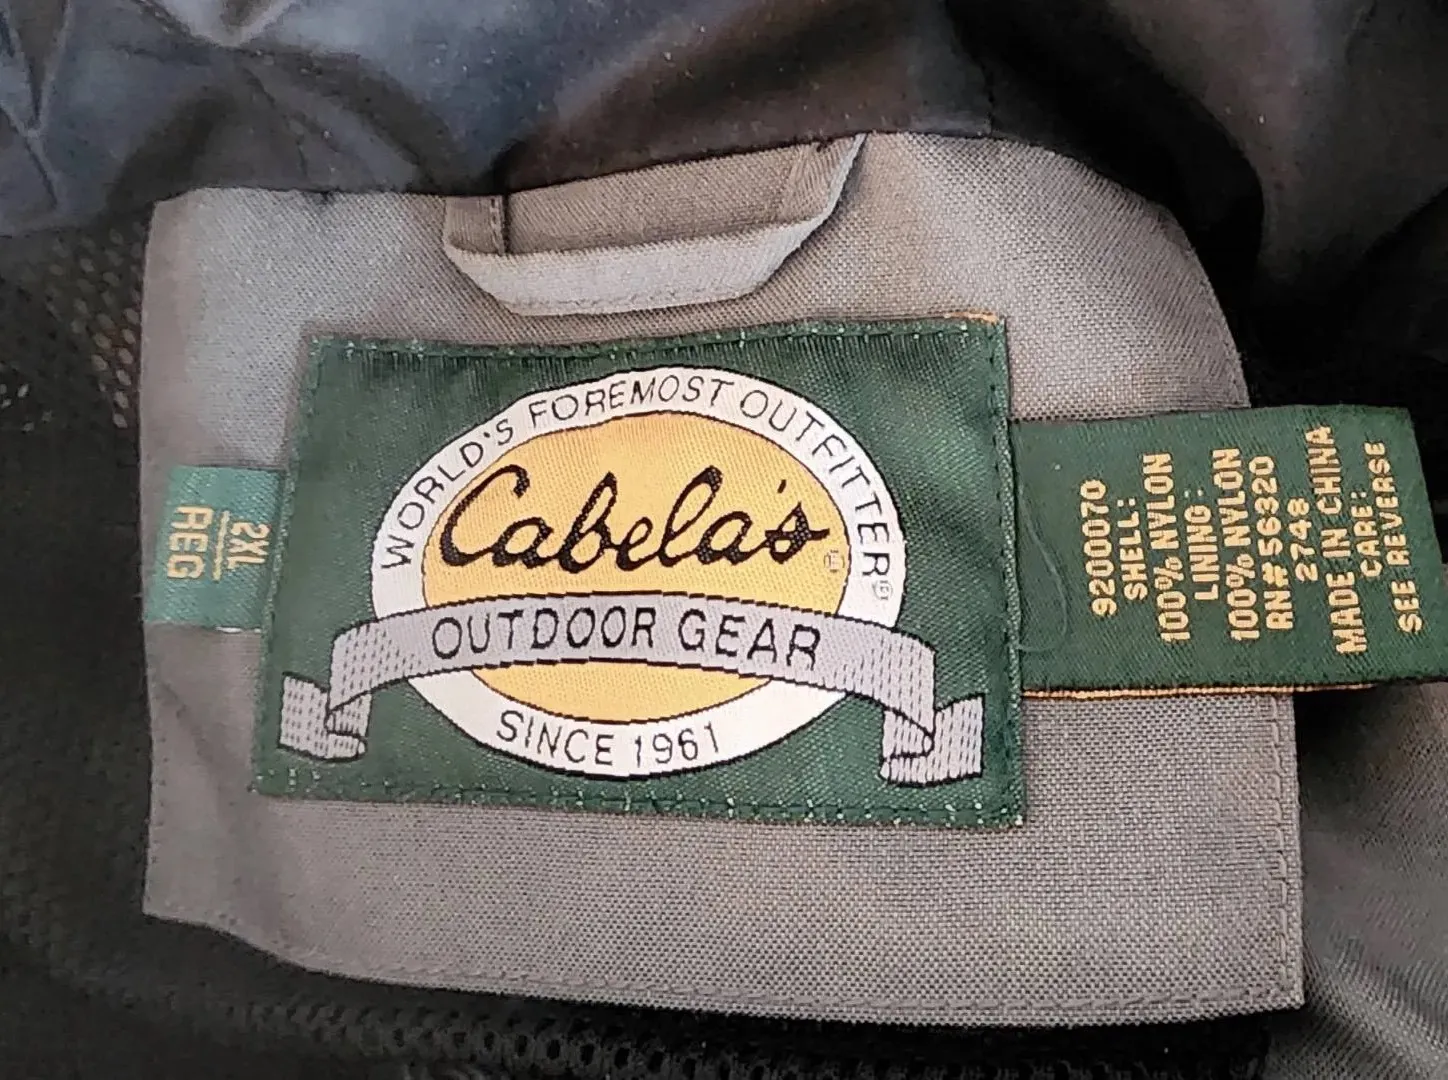 WORLD'S FOREMOST OUTFITTER®
Cabela's®
OUTDOOR GEAR
SINCE 1961
2XL
REG
9200070
SHELL:
100% NYLON
LINING:
100% NYLON
RN# 56320
2748
MADE IN CHINA
CARE:
SEE REVERSE